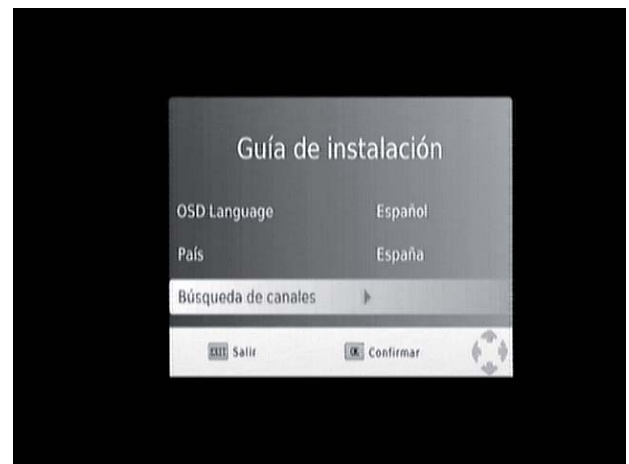 Guía de instalación
OSD Language Español
País España
Búsqueda de canales
EXIT Salir OK Confirmar